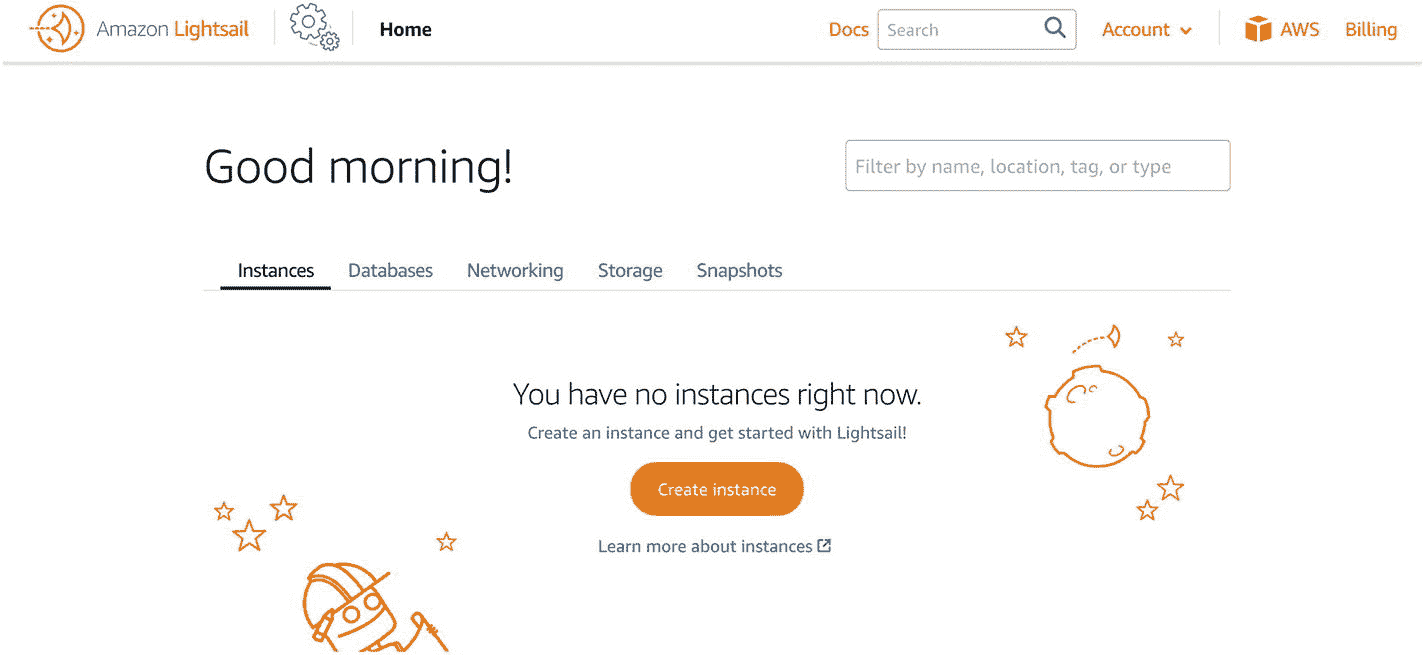 Amazon Lightsail Home Docs Search Account AWS Billing
Good morning! Filter by name, location, tag, or type
Instances Databases Networking Storage Snapshots
You have no instances right now.
Create an instance and get started with Lightsail!
Create instance
Learn more about instances